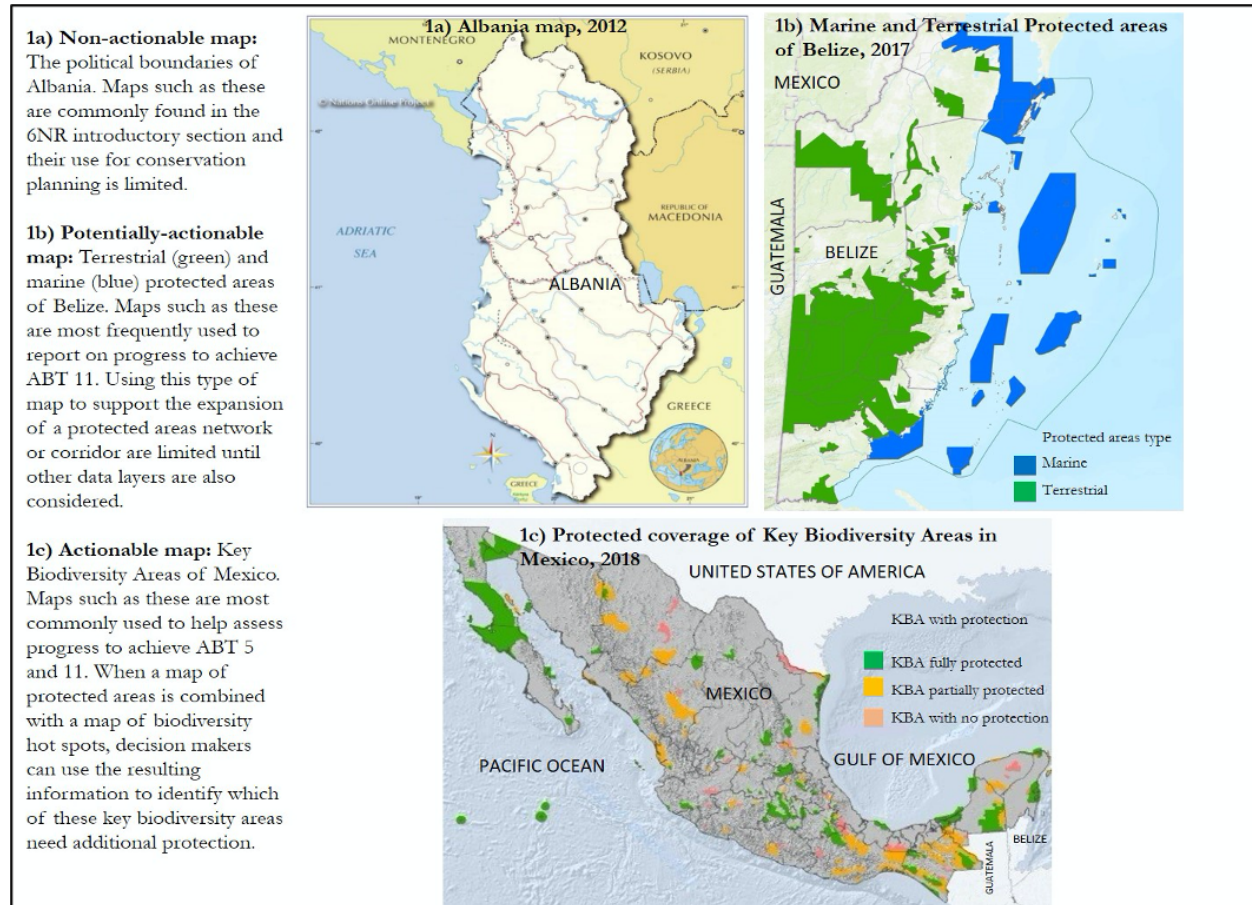 1a) Non-actionable map:
The political boundaries of
Albania. Maps such as these
are commonly found in the
6NR introductory section and
their use for conservation
planning is limited.
1b) Potentially-actionable
map: Terrestrial (green) and
marine (blue) protected areas
of Belize. Maps such as these
are most frequently used to
report on progress to achieve
ABT 11. Using this type of
map to support the expansion
of a protected areas network
or corridor are limited until
other data layers are also
considered.
1c) Actionable map: Key
Biodiversity Areas of Mexico.
Maps such as these are most
commonly used to help assess
progress to achieve ABT 5
and 11. When a map of
protected areas is combined
with a map of biodiversity
hot spots, decision makers
can use the resulting
information to identify which
of these key biodiversity areas
need additional protection.
1a) Albania map, 2012
MONTENEGRO
KOSOVO
(SERBIA)
© Nations Online Project
REPUBLIC OF
MACEDONIA
ADRIATIC
SEA
ALBANIA
GREECE
N
GREECE
1b) Marine and Terrestrial Protected areas
of Belize, 2017
MEXICO
GUATEMALA
BELIZE
Protected areas type
Marine
Terrestrial
1c) Protected coverage of Key Biodiversity Areas in
Mexico, 2018
UNITED STATES OF AMERICA
KBA with protection
KBA fully protected
KBA partially protected
KBA with no protection
MEXICO
GULF OF MEXICO
PACIFIC OCEAN
GUATEMALA
BELIZE